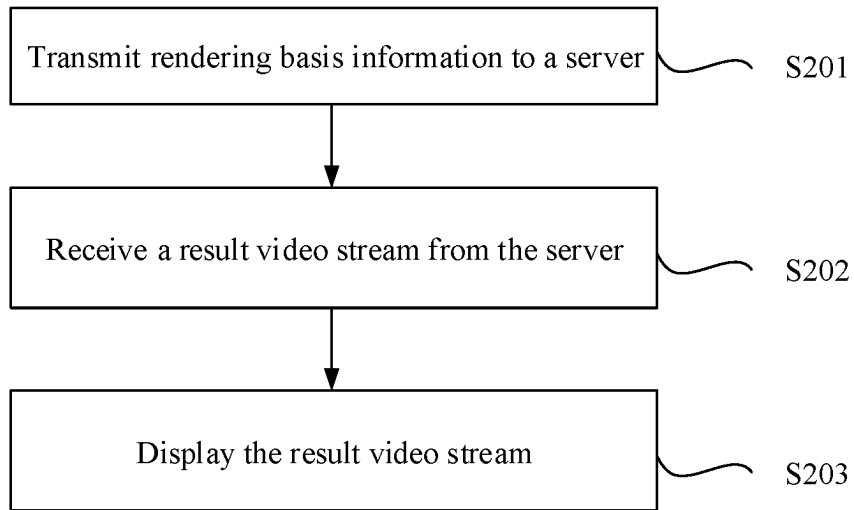 Transmit rendering basis information to a server
S201
Receive a result video stream from the server
S202
Display the result video stream
S203